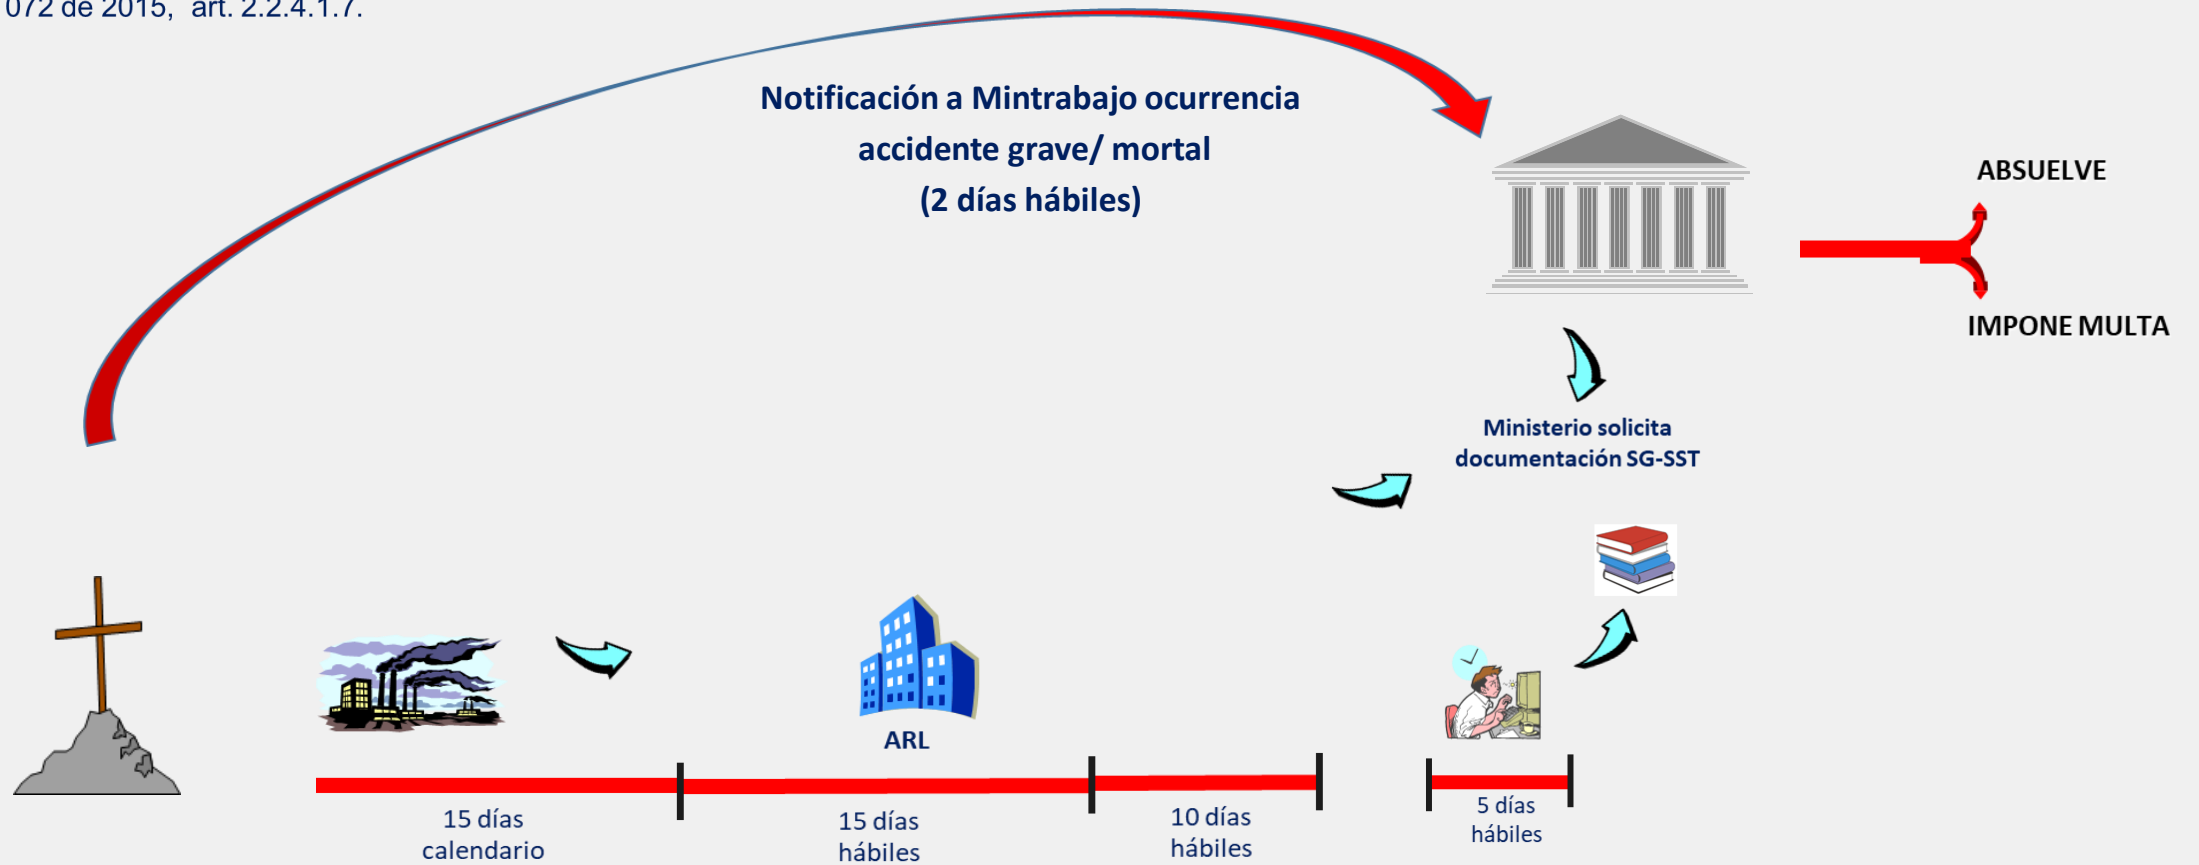 072 de 2015, art. 2.2.4.1.7.
Notificación a Mintrabajo ocurrencia
accidente grave/ mortal
(2 días hábiles)
ABSUELVE
IMPONE MULTA
Ministerio solicita
documentación SG-SST
ARL
15 días
calendario
15 días
hábiles
10 días
hábiles
5 días
hábiles